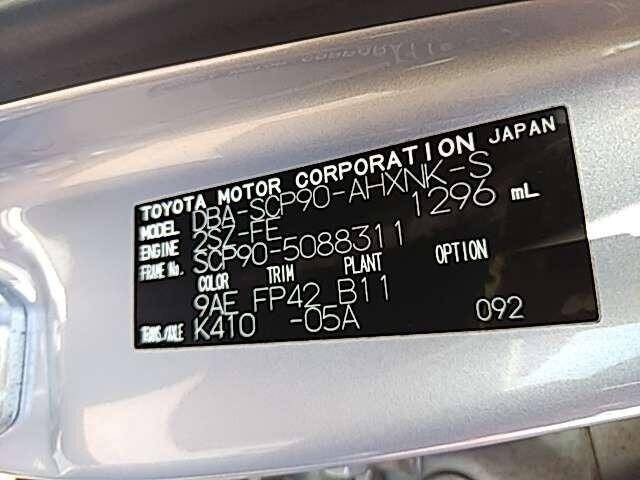 TOYOTA MOTOR CORPORATION JAPAN
MODEL DBA-SCP90-AHXNK-S
ENGINE 2SZ-FE 1296 mL
FRAME No. SCP90-5088311
COLOR TRIM PLANT OPTION
9AE FP42 B11
TRANS./AXLE K410 -05A 092